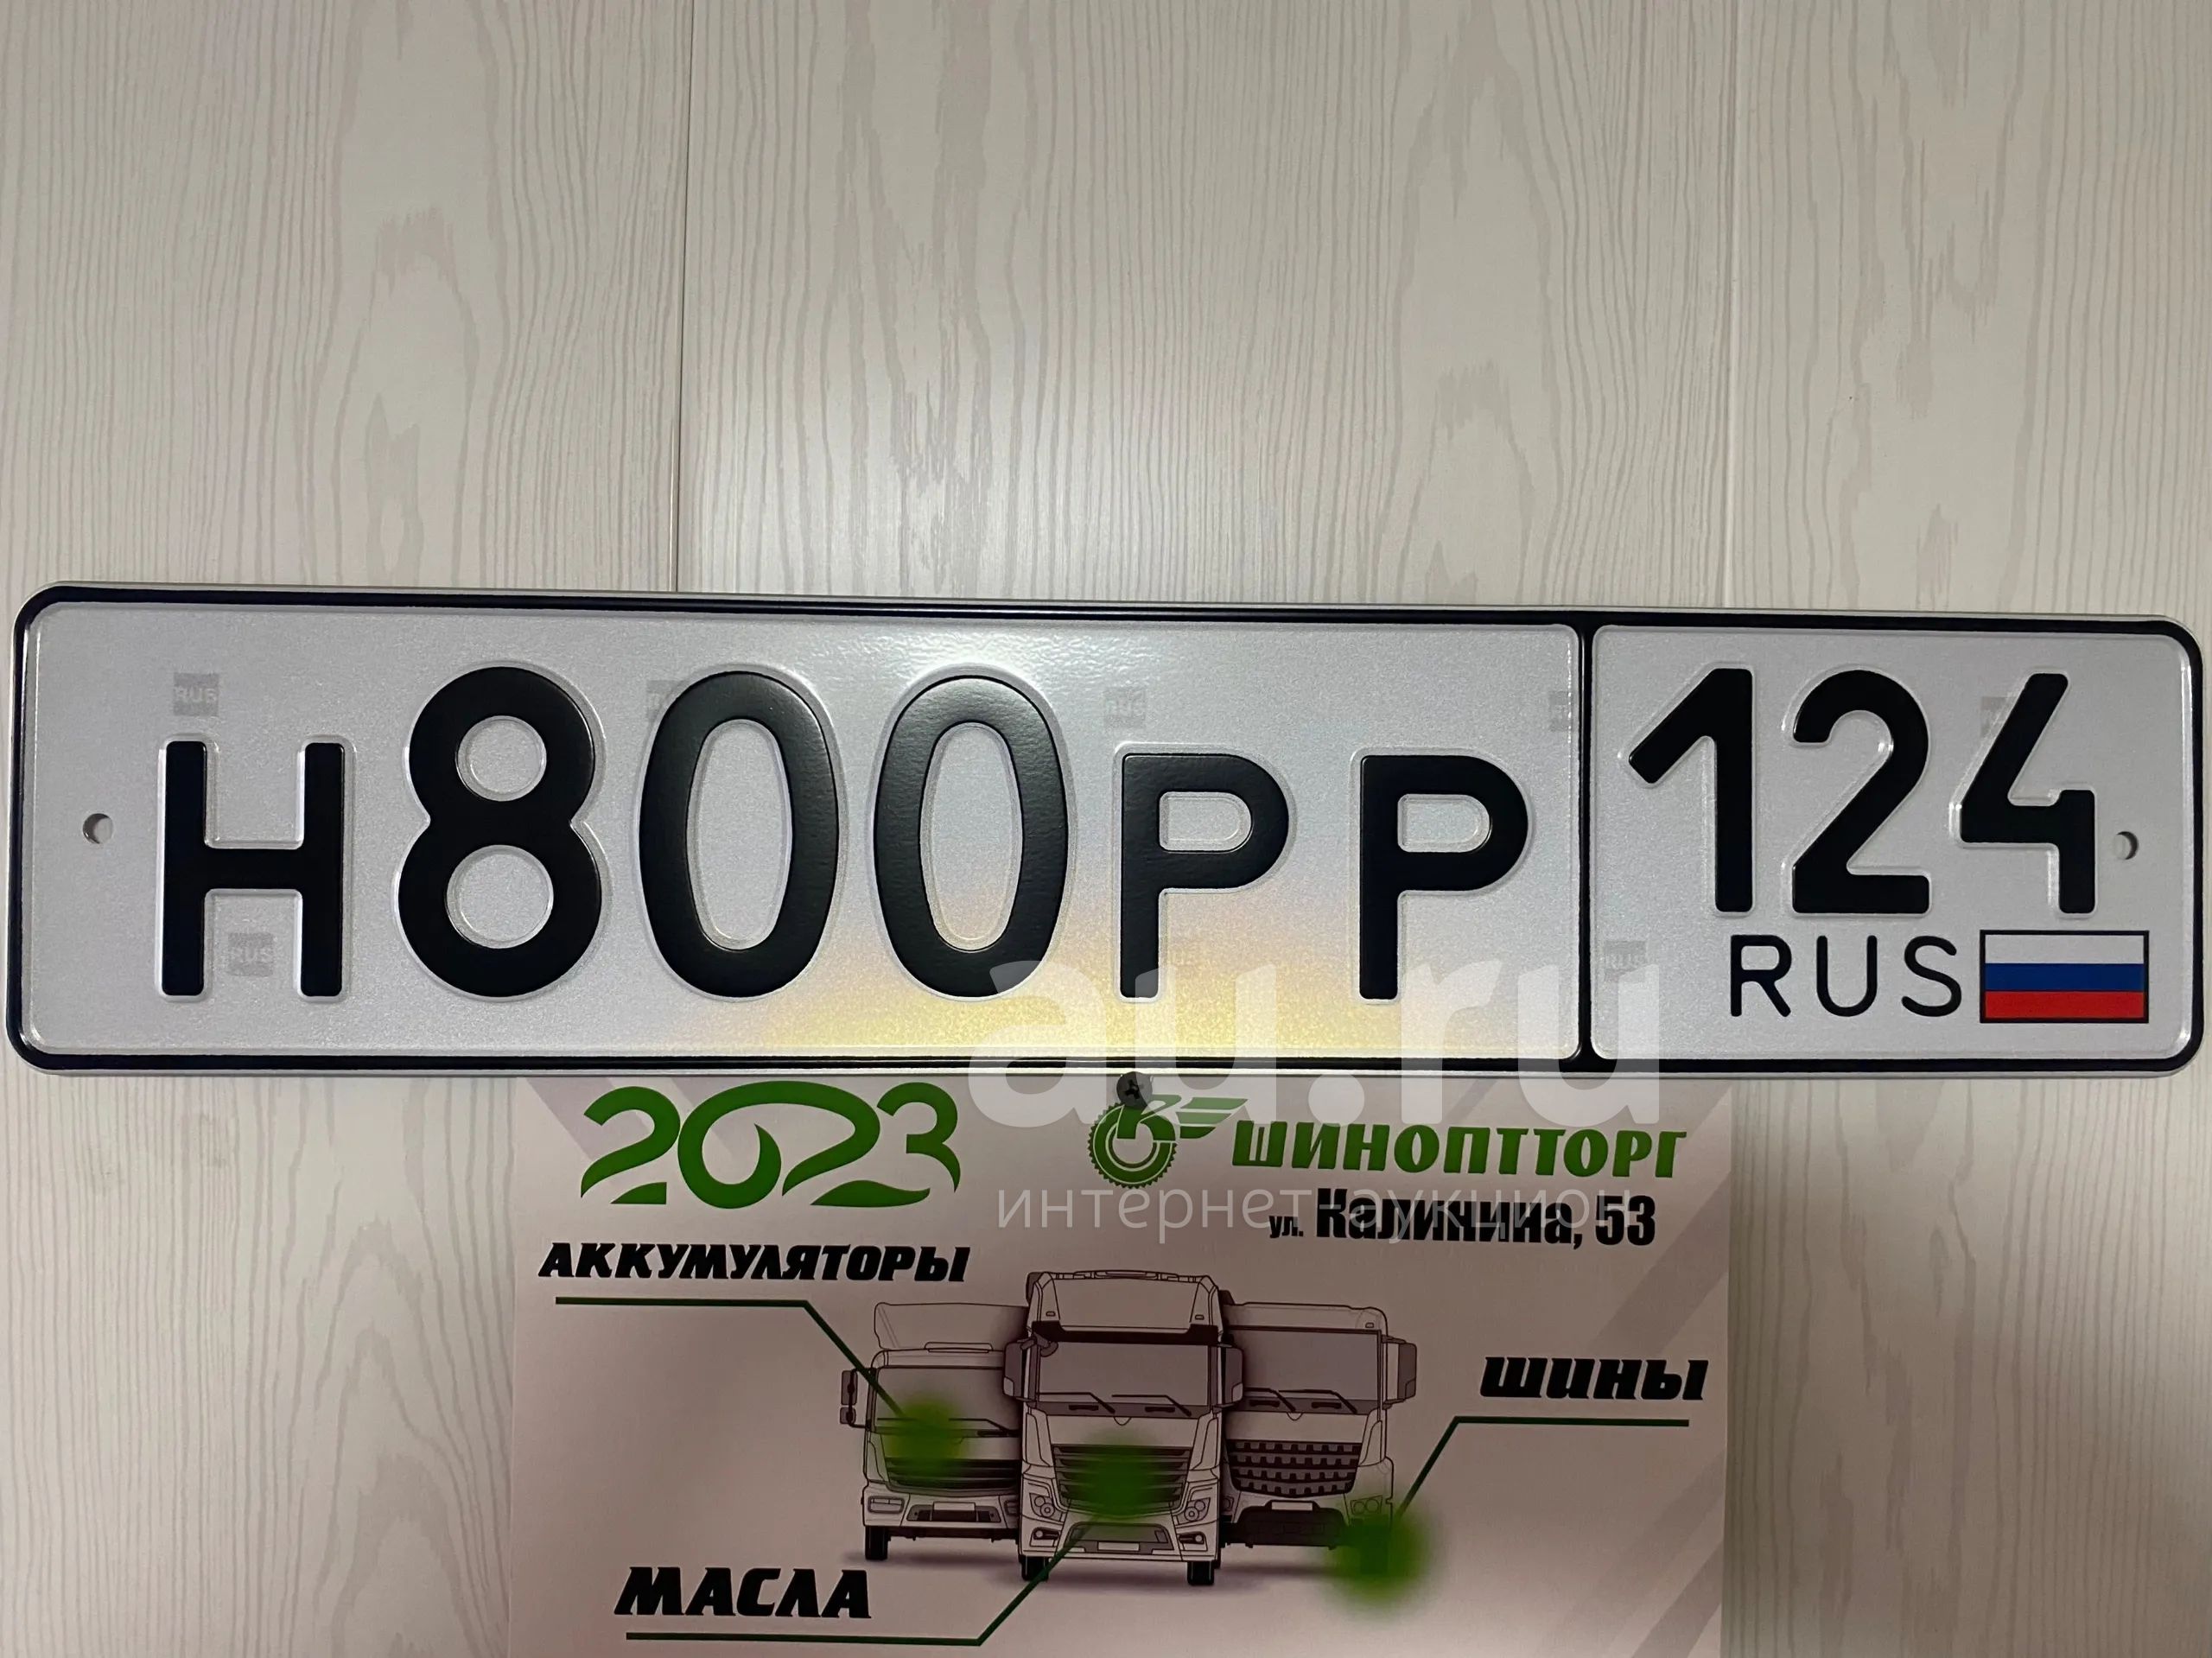 Н800РР 124
RUS
au.ru
интернет-аукцион
2023 ШИНОПТТОРГ
ул. Калинина, 53
АККУМУЛЯТОРЫ
ШИНЫ
МАСЛА